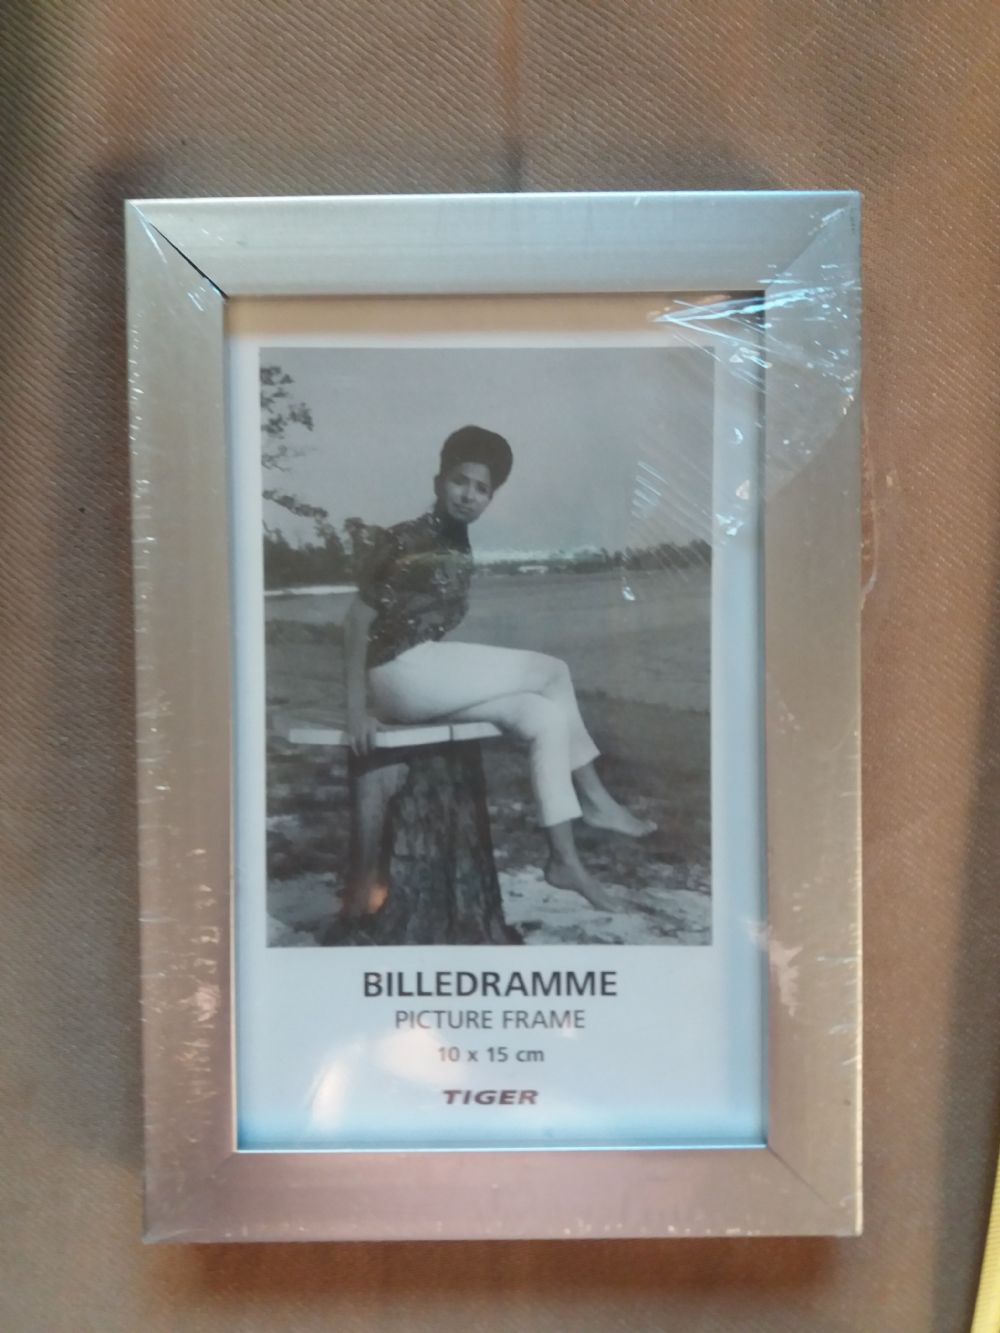 BILLEDRAMME
PICTURE FRAME
10 x 15 cm
TIGER